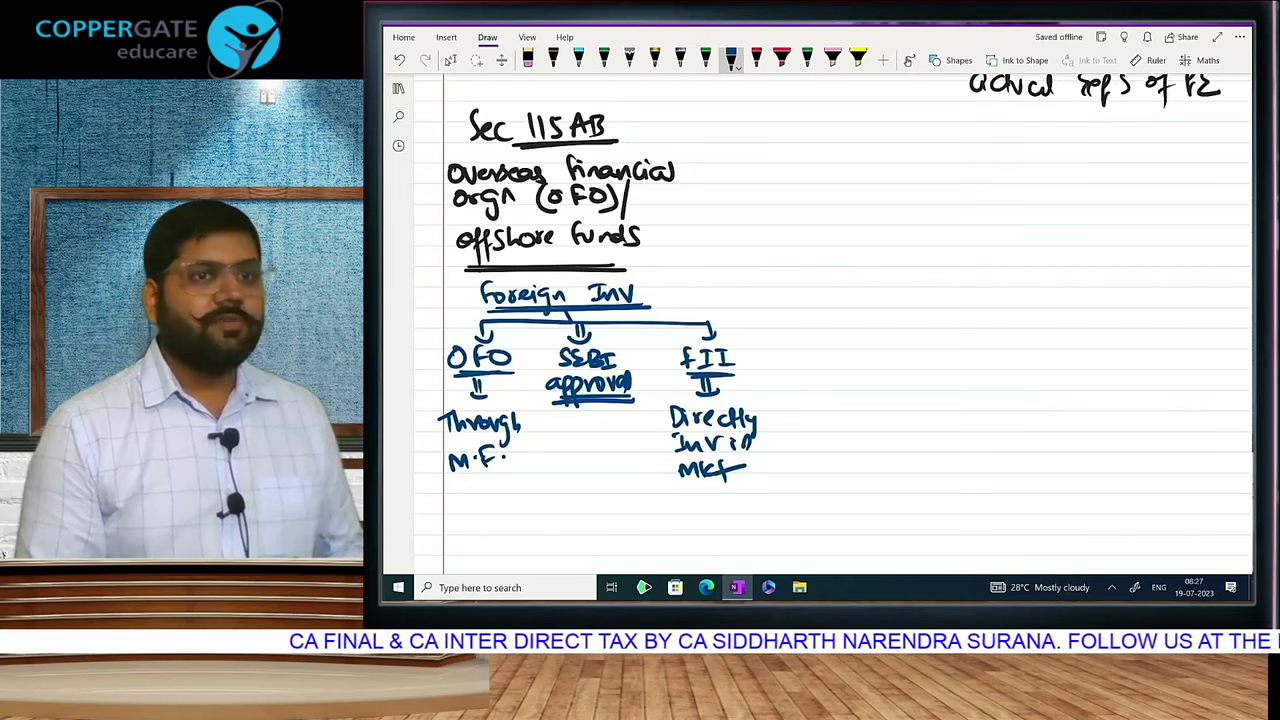 COPPERGATE
educare
Home Insert Draw View Help
Saved offline
Share
Shapes
Ink to Shape
Ink to Text
Ruler
Maths
of
Sec 115AB
Overseas Financial
Orgn (OFO)/
Offshore Funds
Foreign Inv
OFO SEBI FII
approval
Through Directly
M.F. Inv in
Mkt
Type here to search
28°C Mostly cloudy
ENG
08:27
19-07-2023
CA FINAL & CA INTER DIRECT TAX BY CA SIDDHARTH NARENDRA SURANA. FOLLOW US AT THE